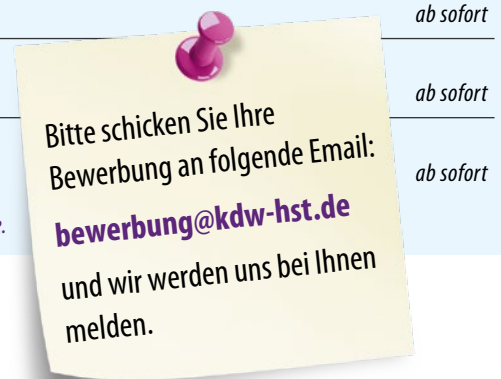 ab sofort
ab sofort
ab sofort
Bitte schicken Sie Ihre
Bewerbung an folgende Email:
bewerbung@kdw-hst.de
und wir werden uns bei Ihnen
melden.